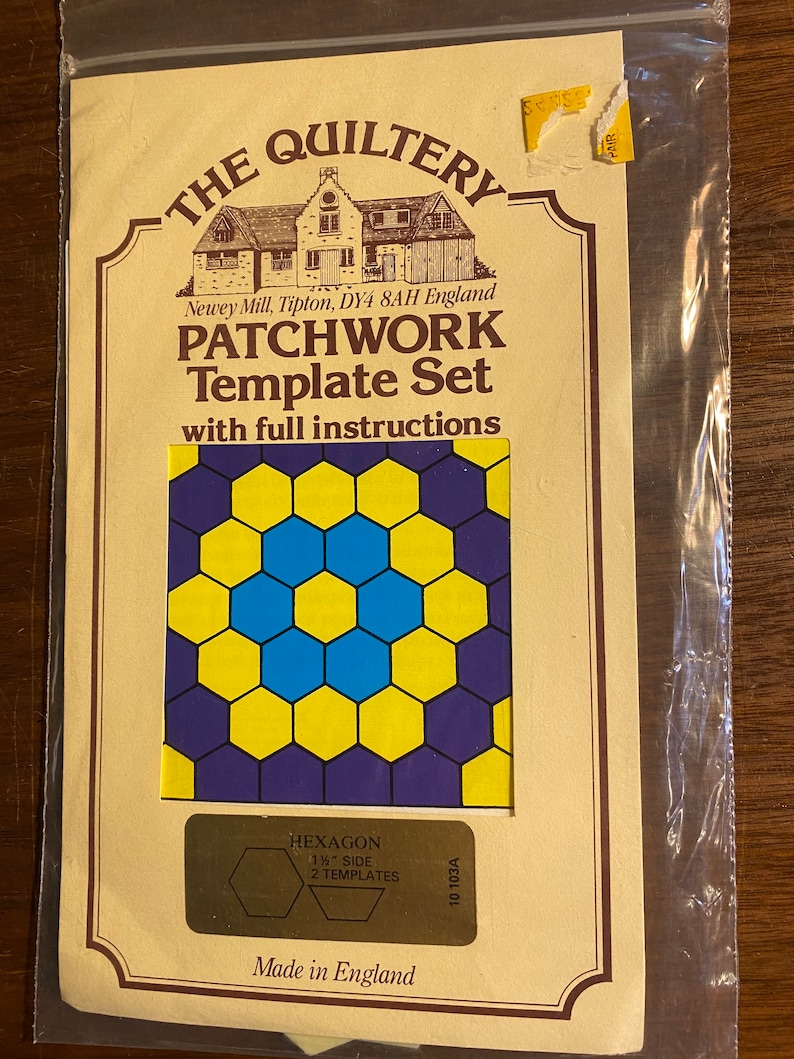 THE QUILTERY
Newey Mill, Tipton, DY4 8AH England
PATCHWORK
Template Set
with full instructions
HEXAGON
1½" SIDE
2 TEMPLATES
10 103A
Made in England
PAIR